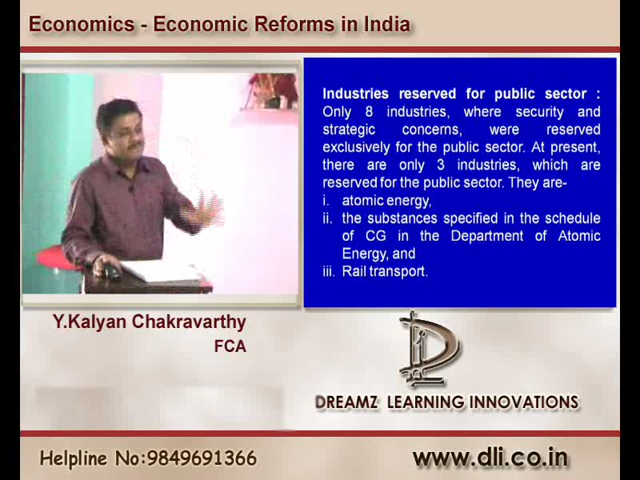 Economics - Economic Reforms in India
Industries reserved for public sector :
Only 8 industries, where security and
strategic concerns, were reserved
exclusively for the public sector. At present,
there are only 3 industries, which are
reserved for the public sector. They are-
i. atomic energy,
ii. the substances specified in the schedule
of CG in the Department of Atomic
Energy, and
iii. Rail transport.
Y.Kalyan Chakravarthy
FCA
DREAMZ LEARNING INNOVATIONS
Helpline No:9849691366
www.dli.co.in